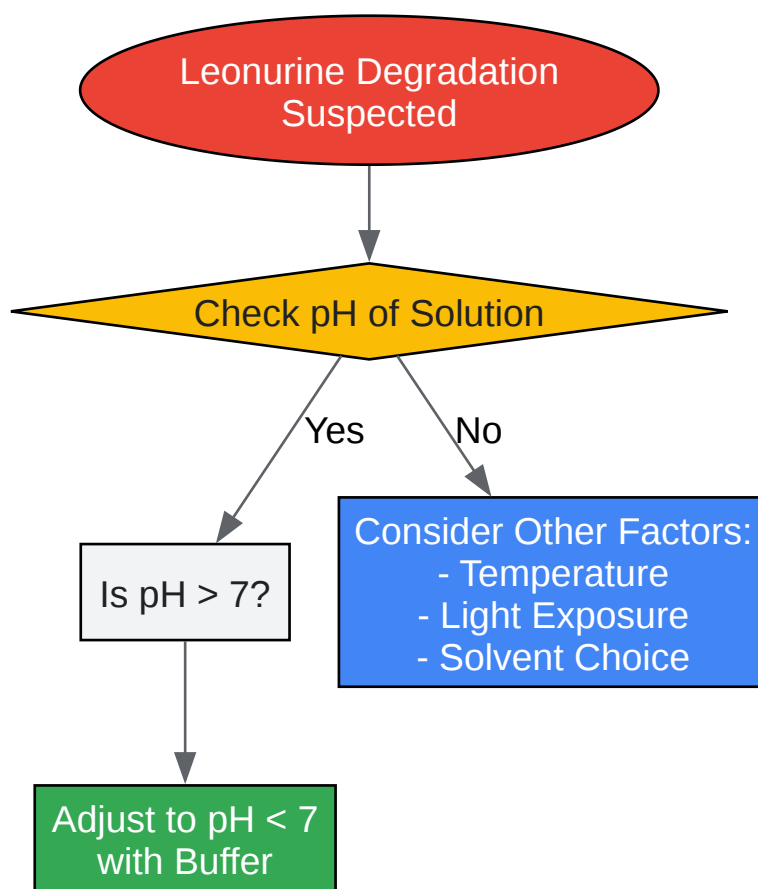 Leonurine Degradation
Suspected
Check pH of Solution
Yes
No
Is pH > 7?
Consider Other Factors:
- Temperature
- Light Exposure
- Solvent Choice
Adjust to pH < 7
with Buffer